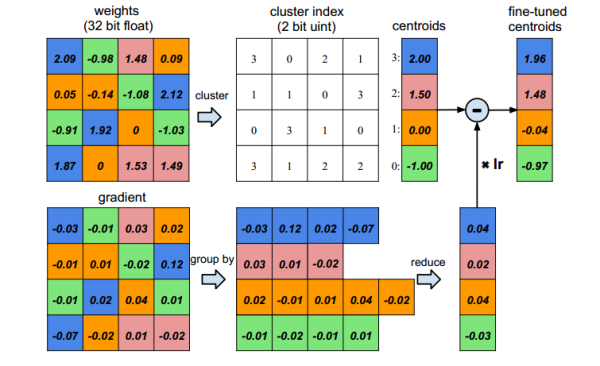 weights
(32 bit float)
cluster index
(2 bit uint)
centroids
fine-tuned
centroids
2.09 -0.98 1.48 0.09
0.05 -0.14 -1.08 2.12
-0.91 1.92 0 -1.03
1.87 0 1.53 1.49
cluster
3 0 2 1
1 1 0 3
0 3 1 0
3 1 2 2
3: 2.00
2: 1.50
1: 0.00
0: -1.00
-
× lr
1.96
1.48
-0.04
-0.97
gradient
-0.03 -0.01 0.03 0.02
-0.01 0.01 -0.02 0.12
-0.01 0.02 0.04 0.01
-0.07 -0.02 0.01 -0.02
group by
-0.03 0.12 0.02 -0.07
0.03 0.01 -0.02
0.02 -0.01 0.01 0.04 -0.02
-0.01 -0.02 -0.01 0.01
reduce
0.04
0.02
0.04
-0.03